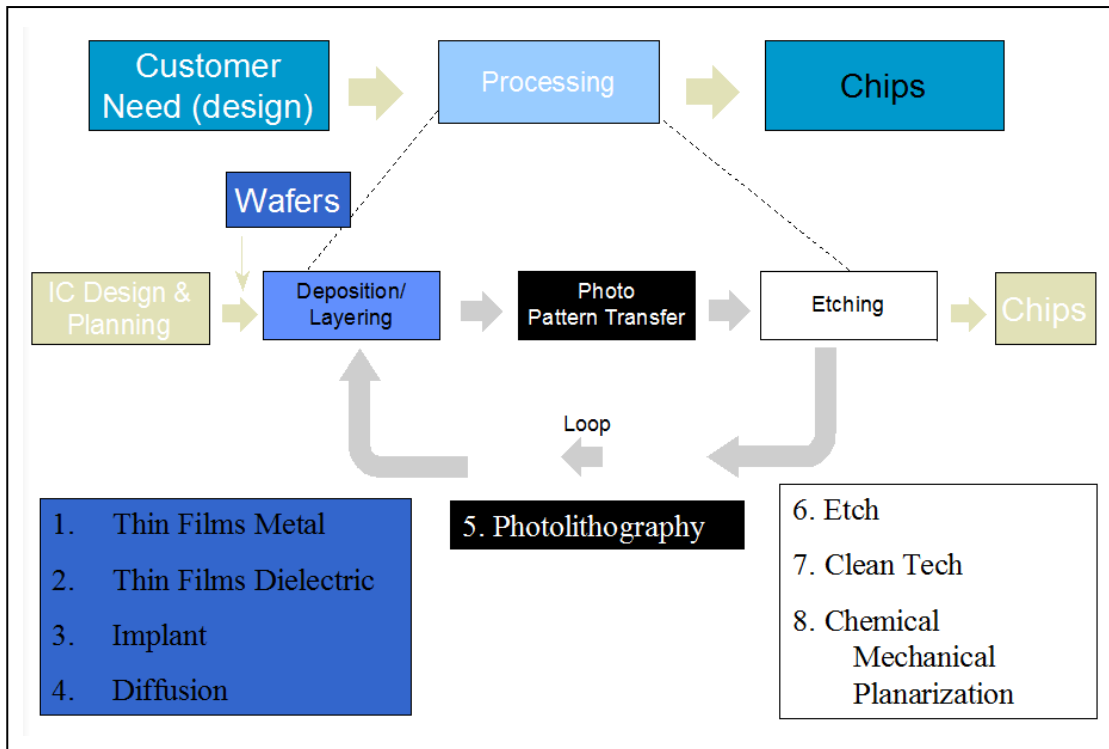 Customer
Need (design)
Processing
Chips
Wafers
IC Design &
Planning
Deposition/
Layering
Photo
Pattern Transfer
Etching
Chips
Loop
1. Thin Films Metal
2. Thin Films Dielectric
3. Implant
4. Diffusion
5. Photolithography
6. Etch
7. Clean Tech
8. Chemical
Mechanical
Planarization